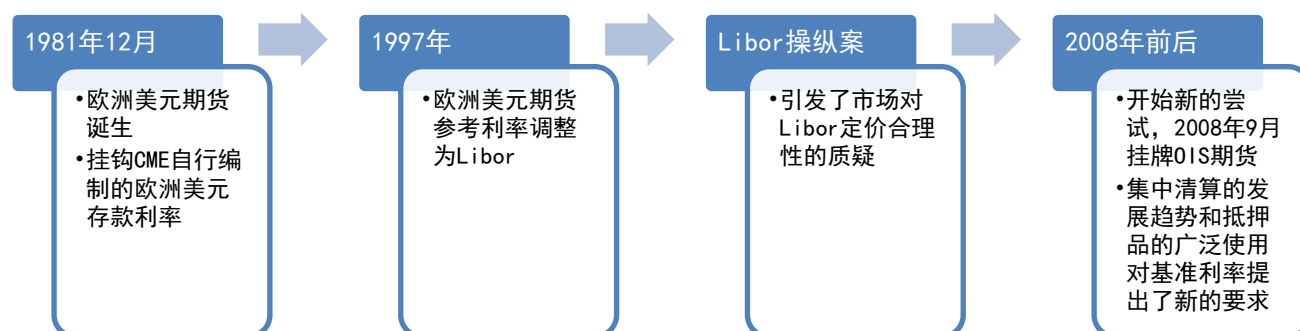 1981年12月
•欧洲美元期货
诞生
•挂钩CME自行编
制的欧洲美元
存款利率
1997年
•欧洲美元期货
参考利率调整
为Libor
Libor操纵案
•引发了市场对
Libor定价合理
性的质疑
2008年前后
•开始新的尝
试，2008年9月
挂牌OIS期货
•集中清算的发
展趋势和抵押
品的广泛使用
对基准利率提
出了新的要求